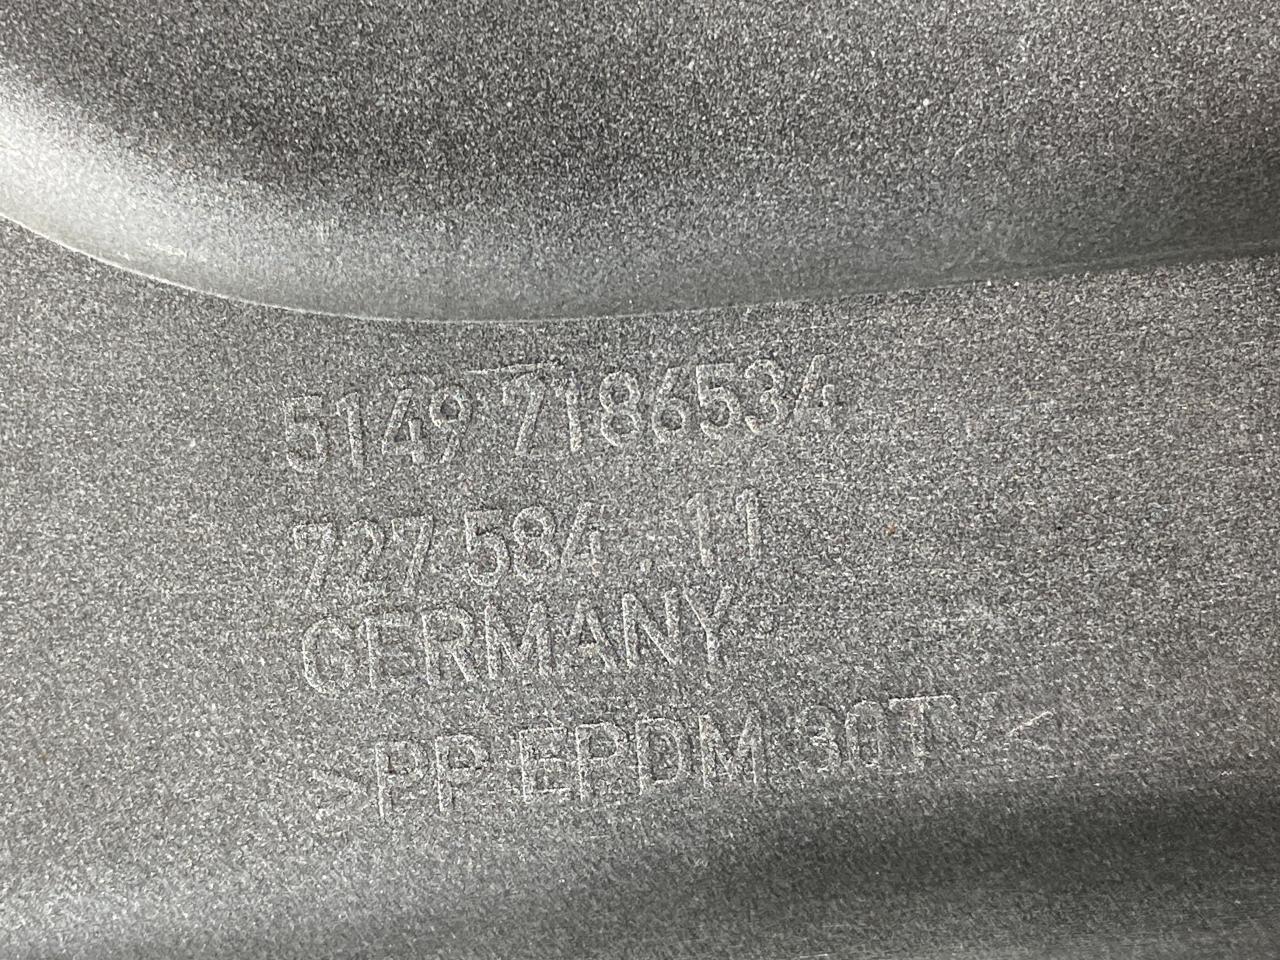 5149 7186534
727 584 . 11
GERMANY
>PP EPDM 30T<